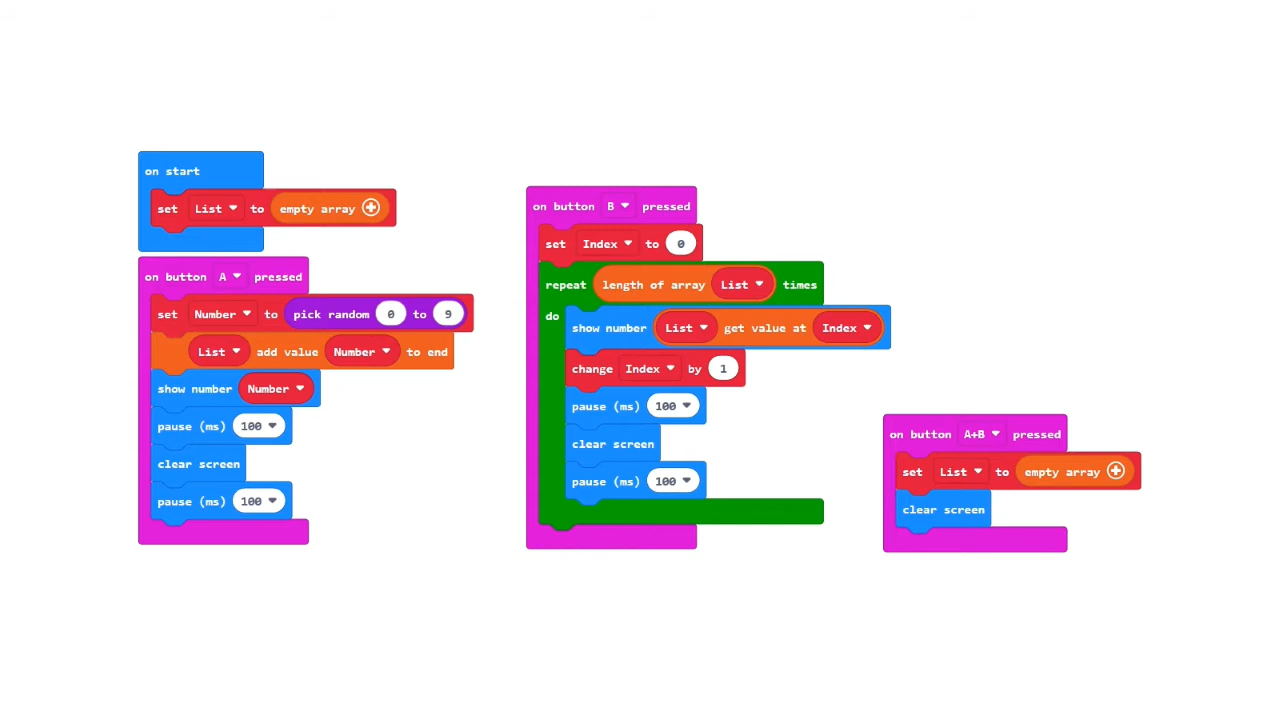 on start
set List to empty array
on button A pressed
set Number to pick random 0 to 9
List add value Number to end
show number Number
pause (ms) 100
clear screen
pause (ms) 100
on button B pressed
set Index to 0
repeat length of array List times
do
show number List get value at Index
change Index by 1
pause (ms) 100
clear screen
pause (ms) 100
on button A+B pressed
set List to empty array
clear screen